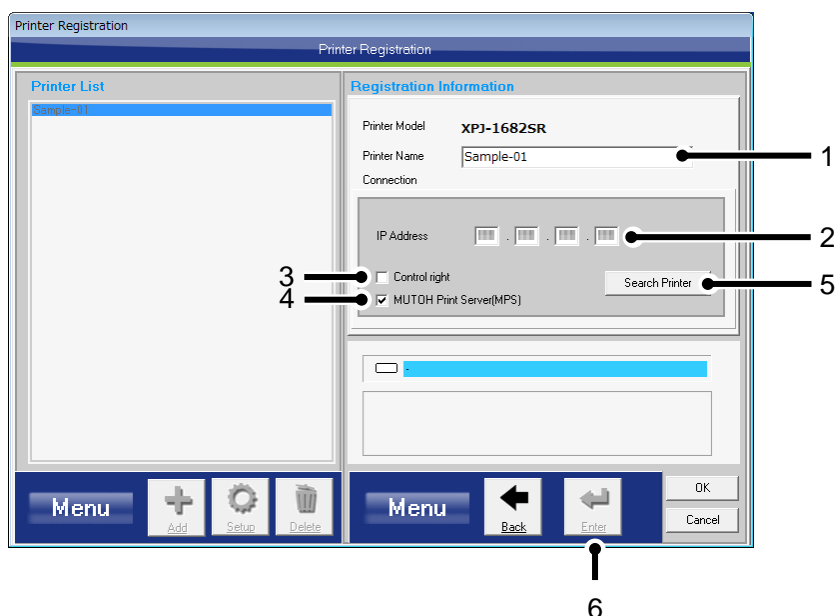 Printer Registration
Printer Registration
Printer List
Sample-01
Registration Information
Printer Model XPJ-1682SR
Printer Name Sample-01
1
Connection
IP Address . . .
2
3
Control right
Search Printer
5
4
MUTOH Print Server(MPS)
-
Menu
Add
Setup
Delete
Menu
Back
Enter
OK
Cancel
6